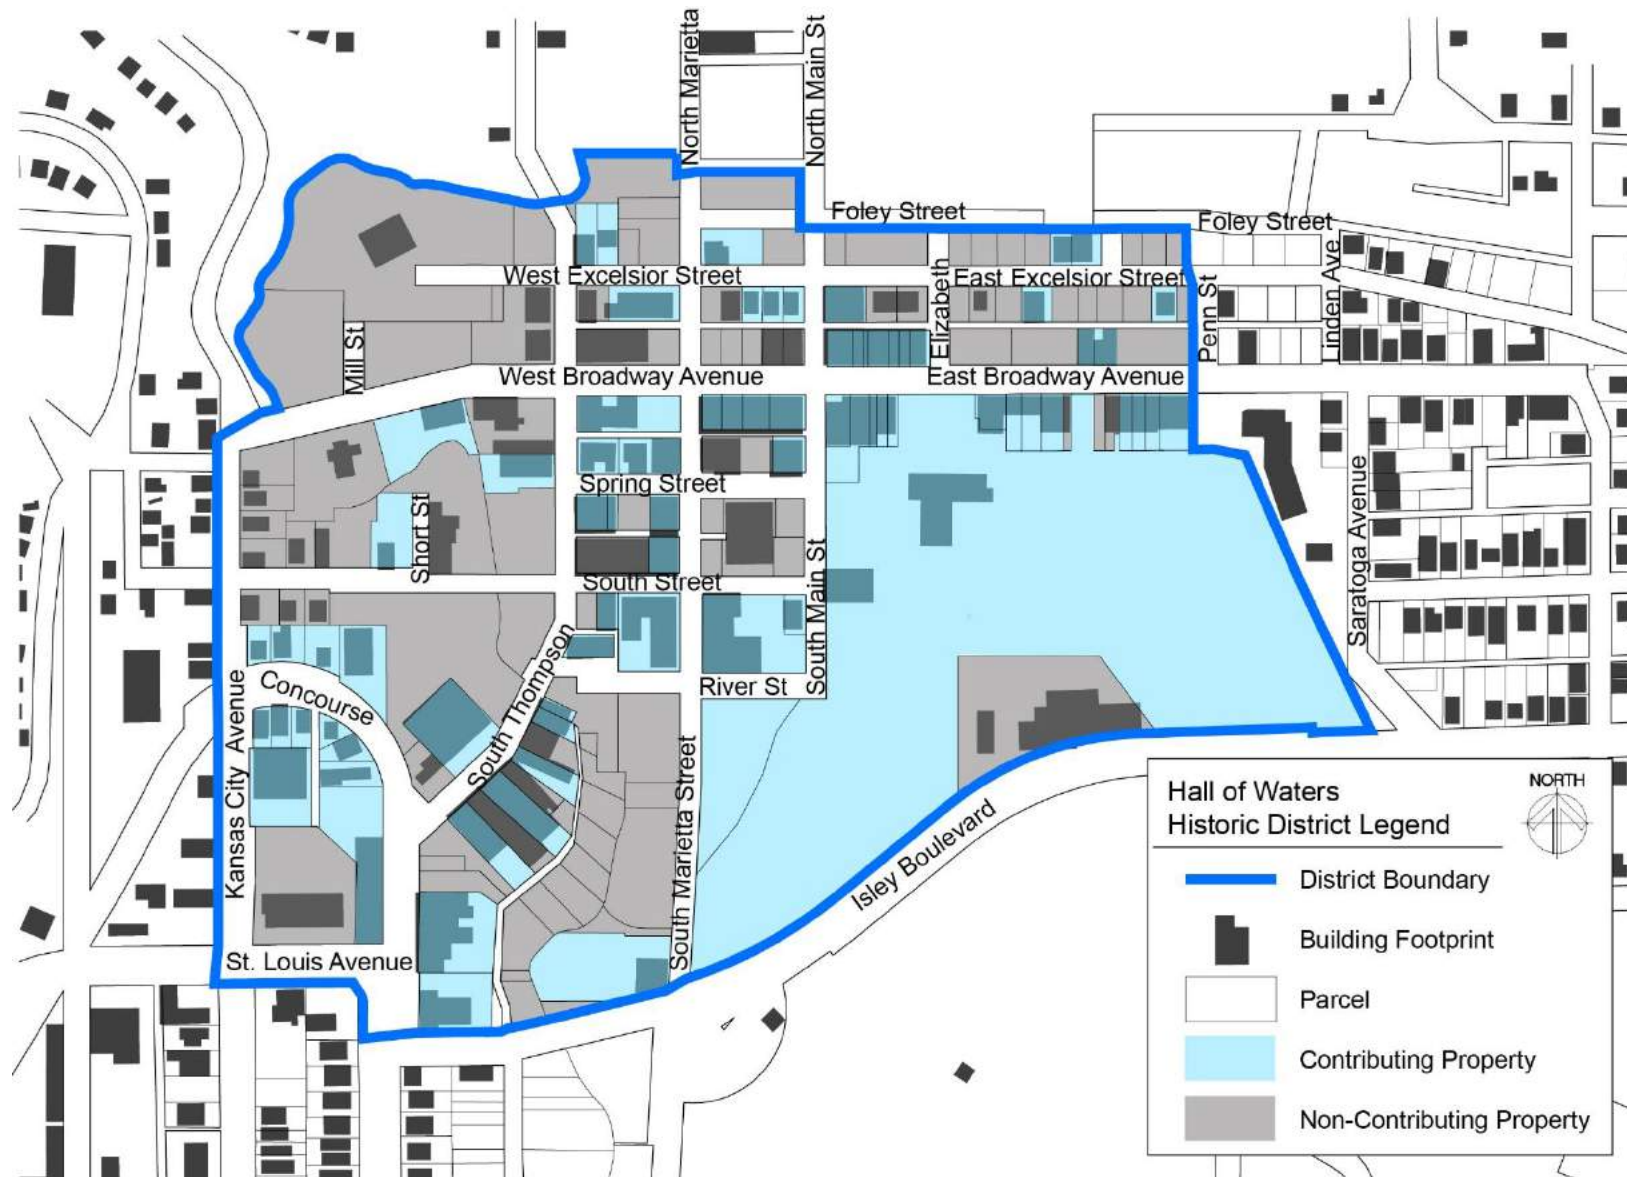 North Marietta
North Main St
Foley Street
Foley Street
West Excelsior Street
East Excelsior Street
Elizabeth
Penn St
Linden Ave
Mill St
West Broadway Avenue
East Broadway Avenue
Spring Street
Short St
South Street
South Main St
Saratoga Avenue
South Thompson
Concourse
Kansas City Avenue
River St
South Marietta Street
Isley Boulevard
St. Louis Avenue
Hall of Waters
Historic District Legend
NORTH
District Boundary
Building Footprint
Parcel
Contributing Property
Non-Contributing Property